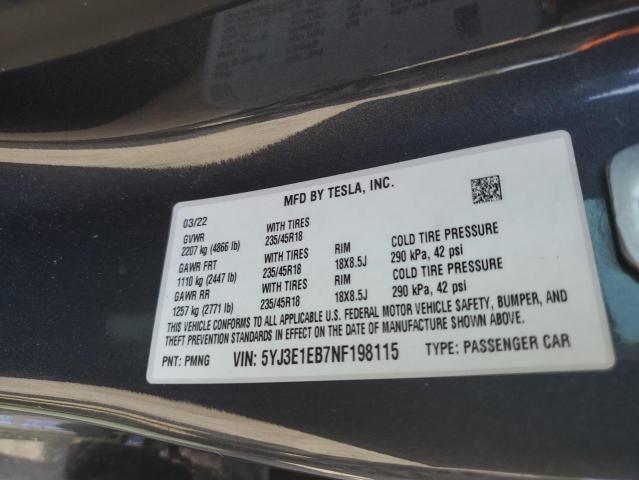 MFD BY TESLA, INC.
03/22
GVWR WITH TIRES
2207 kg (4866 lb) 235/45R18
GAWR FRT WITH TIRES RIM COLD TIRE PRESSURE
1110 kg (2447 lb) 235/45R18 18X8.5J 290 kPa, 42 psi
GAWR RR WITH TIRES RIM COLD TIRE PRESSURE
1257 kg (2771 lb) 235/45R18 18X8.5J 290 kPa, 42 psi
THIS VEHICLE CONFORMS TO ALL APPLICABLE U.S. FEDERAL MOTOR VEHICLE SAFETY, BUMPER, AND
THEFT PREVENTION STANDARDS IN EFFECT ON THE DATE OF MANUFACTURE SHOWN ABOVE.
PNT: PMNG VIN: 5YJ3E1EB7NF198115 TYPE: PASSENGER CAR